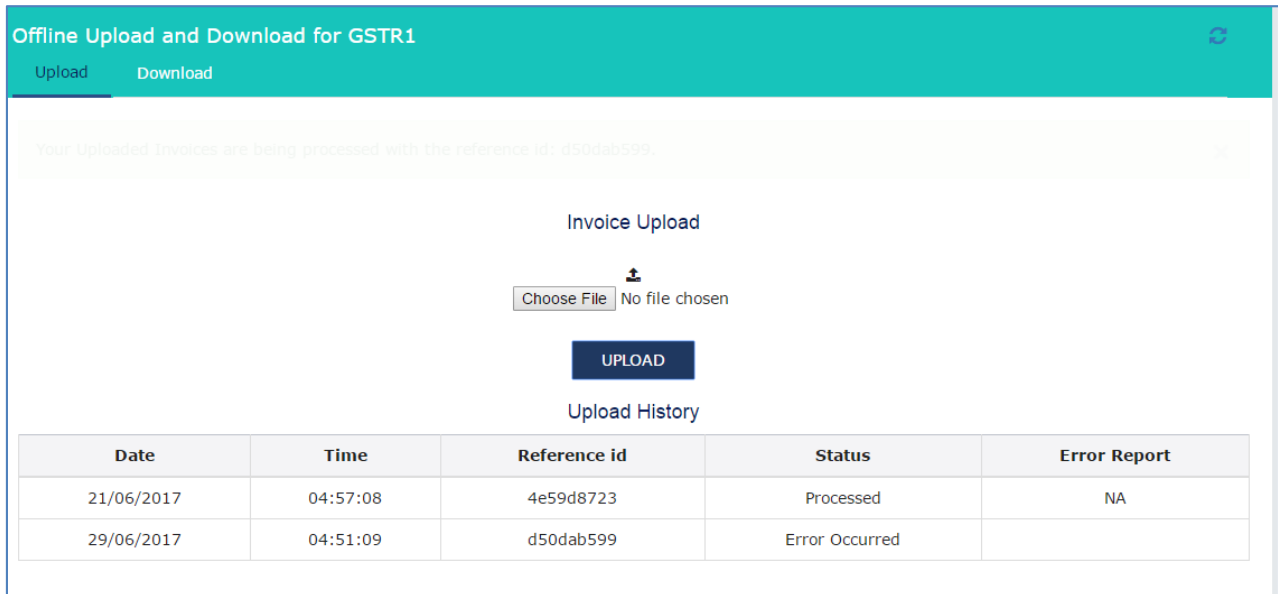 Offline Upload and Download for GSTR1
Upload Download
Your Uploaded Invoices are being processed with the reference id: d50dab599.
Invoice Upload
Choose File No file chosen
UPLOAD
Upload History
Date Time Reference id Status Error Report
21/06/2017 04:57:08 4e59d8723 Processed NA
29/06/2017 04:51:09 d50dab599 Error Occurred